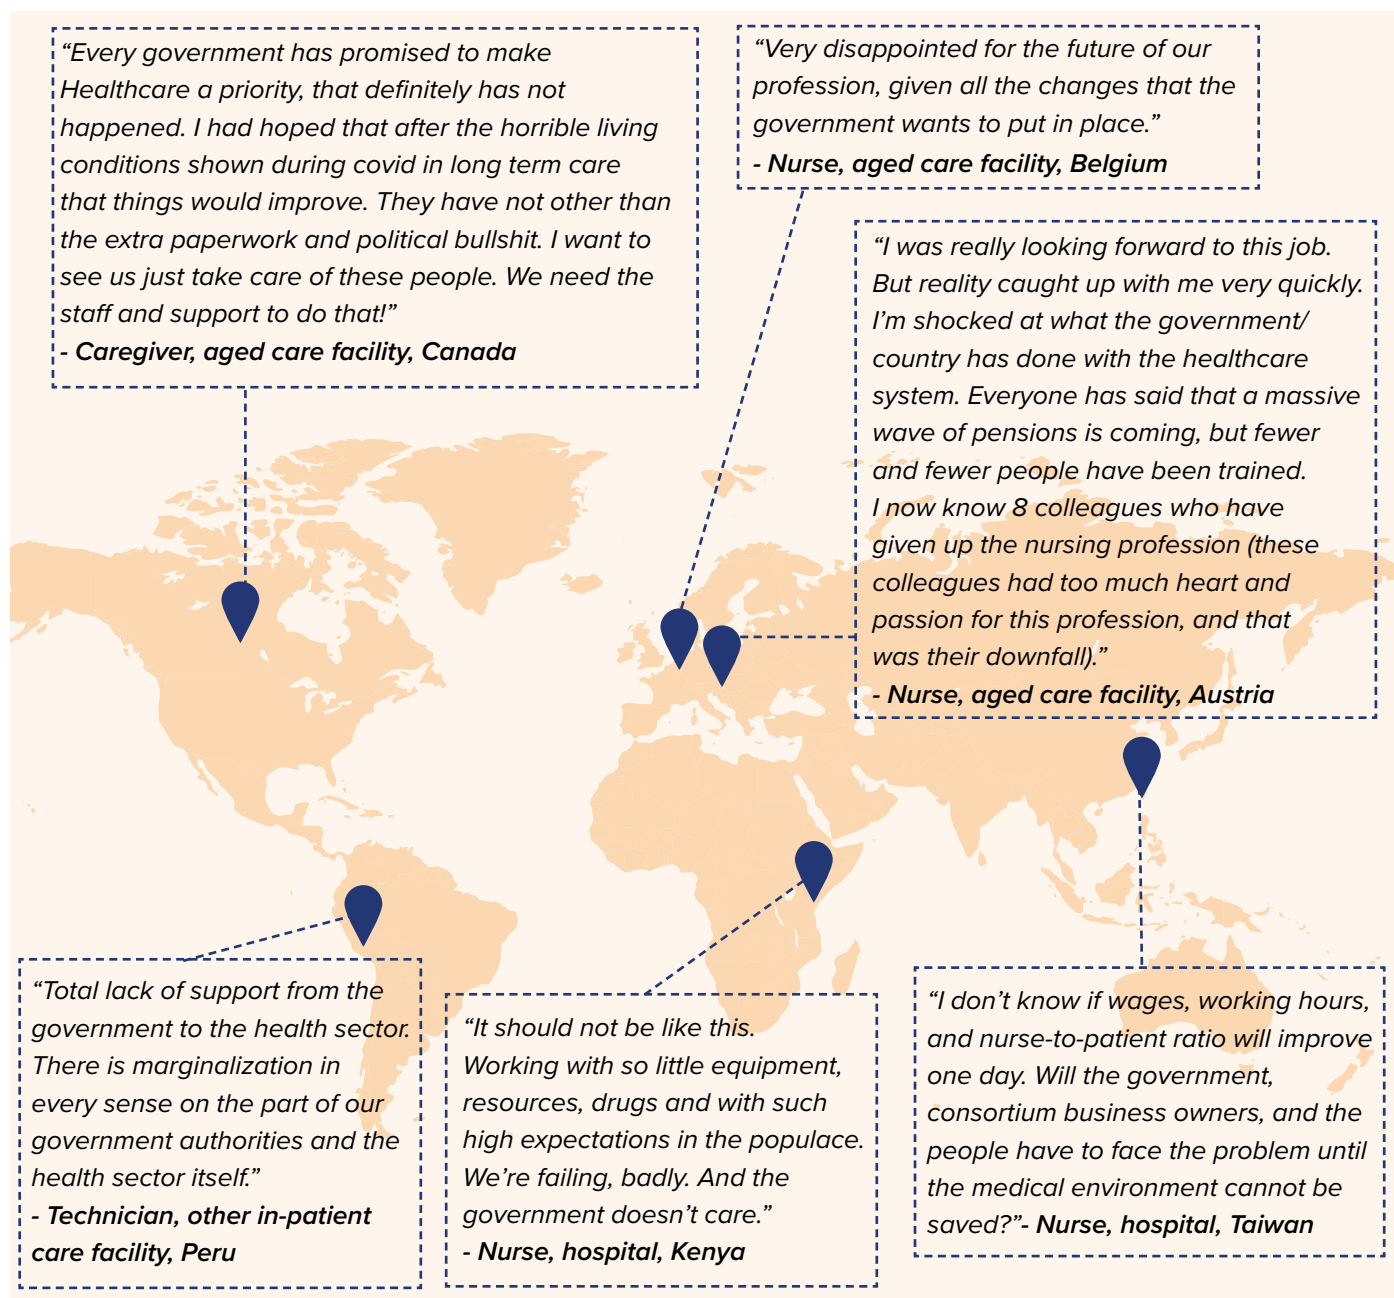 “Every government has promised to make
Healthcare a priority, that definitely has not
happened. I had hoped that after the horrible living
conditions shown during covid in long term care
that things would improve. They have not other than
the extra paperwork and political bullshit. I want to
see us just take care of these people. We need the
staff and support to do that!”
- Caregiver, aged care facility, Canada
“Very disappointed for the future of our
profession, given all the changes that the
government wants to put in place.”
- Nurse, aged care facility, Belgium
“I was really looking forward to this job.
But reality caught up with me very quickly.
I’m shocked at what the government/
country has done with the healthcare
system. Everyone has said that a massive
wave of pensions is coming, but fewer
and fewer people have been trained.
I now know 8 colleagues who have
given up the nursing profession (these
colleagues had too much heart and
passion for this profession, and that
was their downfall).”
- Nurse, aged care facility, Austria
“Total lack of support from the
government to the health sector.
There is marginalization in
every sense on the part of our
government authorities and the
health sector itself.”
- Technician, other in-patient
care facility, Peru
“It should not be like this.
Working with so little equipment,
resources, drugs and with such
high expectations in the populace.
We’re failing, badly. And the
government doesn’t care.”
- Nurse, hospital, Kenya
“I don’t know if wages, working hours,
and nurse-to-patient ratio will improve
one day. Will the government,
consortium business owners, and the
people have to face the problem until
the medical environment cannot be
saved?”- Nurse, hospital, Taiwan